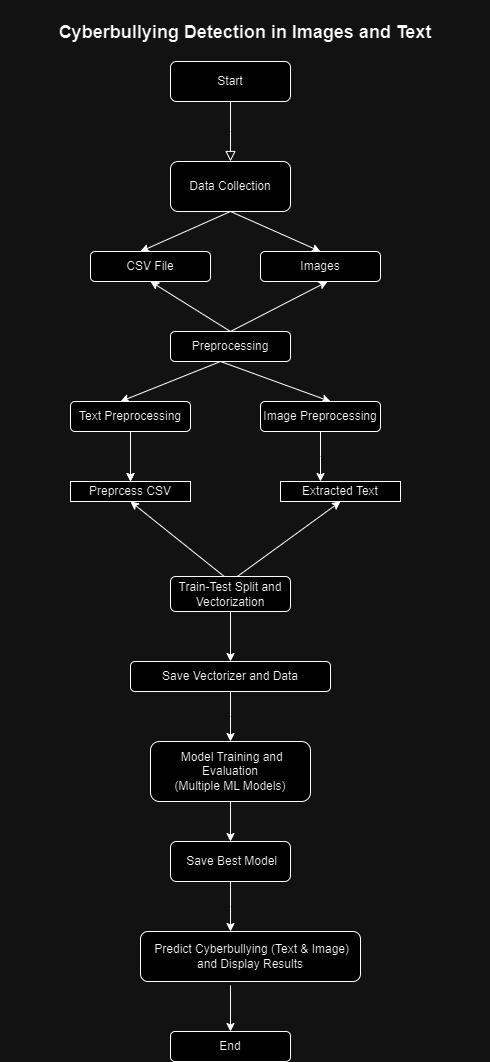 Cyberbullying Detection in Images and Text
Start
Data Collection
CSV File
Images
Preprocessing
Text Preprocessing
Image Preprocessing
Preprcess CSV
Extracted Text
Train-Test Split and
Vectorization
Save Vectorizer and Data
Model Training and
Evaluation
(Multiple ML Models)
Save Best Model
Predict Cyberbullying (Text & Image)
and Display Results
End